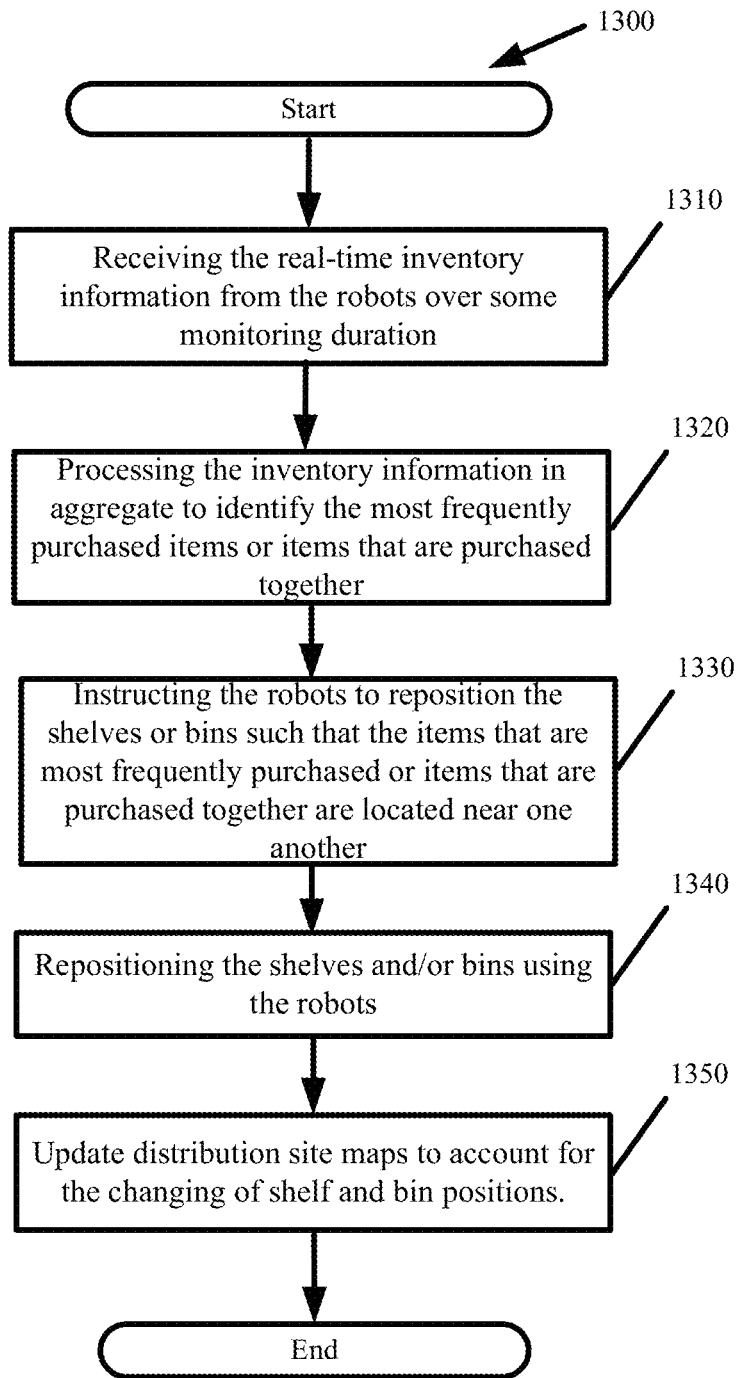 1300
Start
1310
Receiving the real-time inventory
information from the robots over some
monitoring duration
1320
Processing the inventory information in
aggregate to identify the most frequently
purchased items or items that are purchased
together
1330
Instructing the robots to reposition the
shelves or bins such that the items that are
most frequently purchased or items that are
purchased together are located near one
another
1340
Repositioning the shelves and/or bins using
the robots
1350
Update distribution site maps to account for
the changing of shelf and bin positions.
End